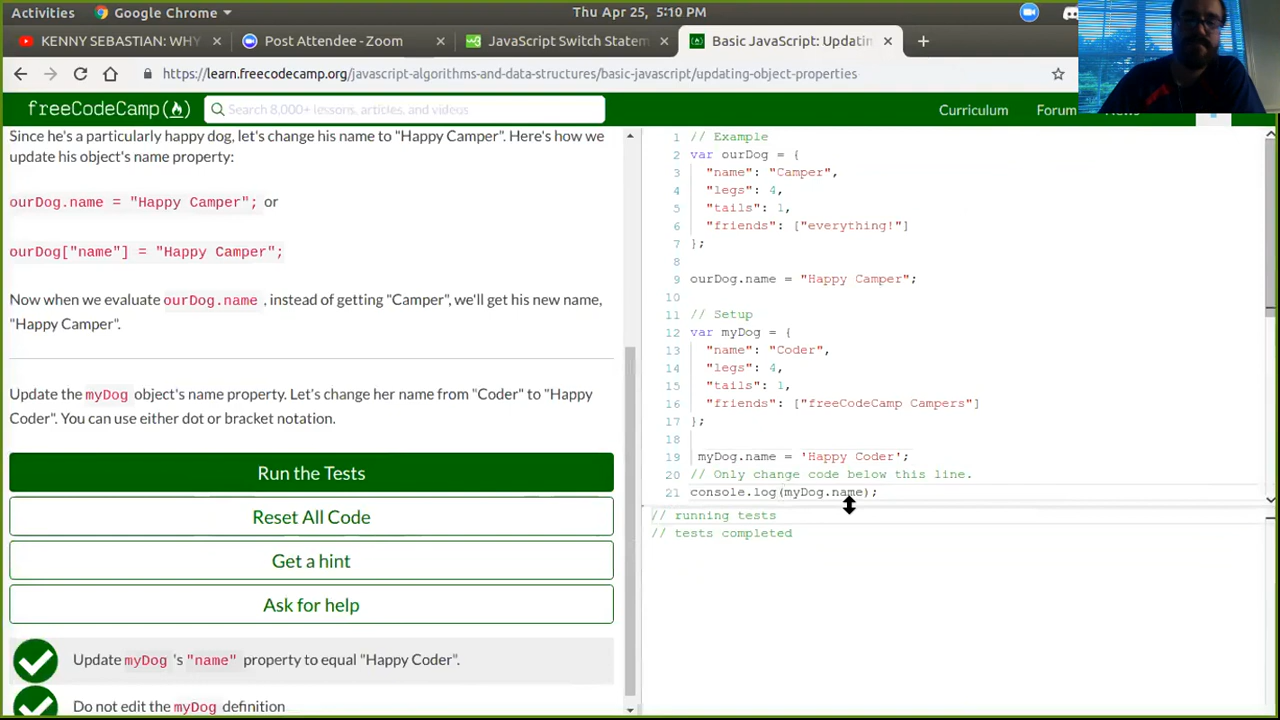 Activities
Google Chrome
Thu Apr 25, 5:10 PM
KENNY SEBASTIAN: WHY
Post Attendee - Zo
JavaScript Switch Statem
Basic JavaScript: Updatin
https://learn.freecodecamp.org/javascript-algorithms-and-data-structures/basic-javascript/updating-object-properties
freeCodeCamp
Search 8,000+ lessons, articles, and videos
Curriculum
Forum
Since he's a particularly happy dog, let's change his name to "Happy Camper". Here's how we
update his object's name property:
ourDog.name = "Happy Camper"; or
ourDog["name"] = "Happy Camper";
Now when we evaluate ourDog.name , instead of getting "Camper", we'll get his new name,
"Happy Camper".
Update the myDog object's name property. Let's change her name from "Coder" to "Happy
Coder". You can use either dot or bracket notation.
Run the Tests
Reset All Code
Get a hint
Ask for help
Update myDog 's "name" property to equal "Happy Coder".
Do not edit the myDog definition
1 // Example
2 var ourDog = {
3 "name": "Camper",
4 "legs": 4,
5 "tails": 1,
6 "friends": ["everything!"]
7 };
8
9 ourDog.name = "Happy Camper";
10
11 // Setup
12 var myDog = {
13 "name": "Coder",
14 "legs": 4,
15 "tails": 1,
16 "friends": ["freeCodeCamp Campers"]
17 };
18
19 myDog.name = 'Happy Coder';
20 // Only change code below this line.
21 console.log(myDog.name);
// running tests
// tests completed